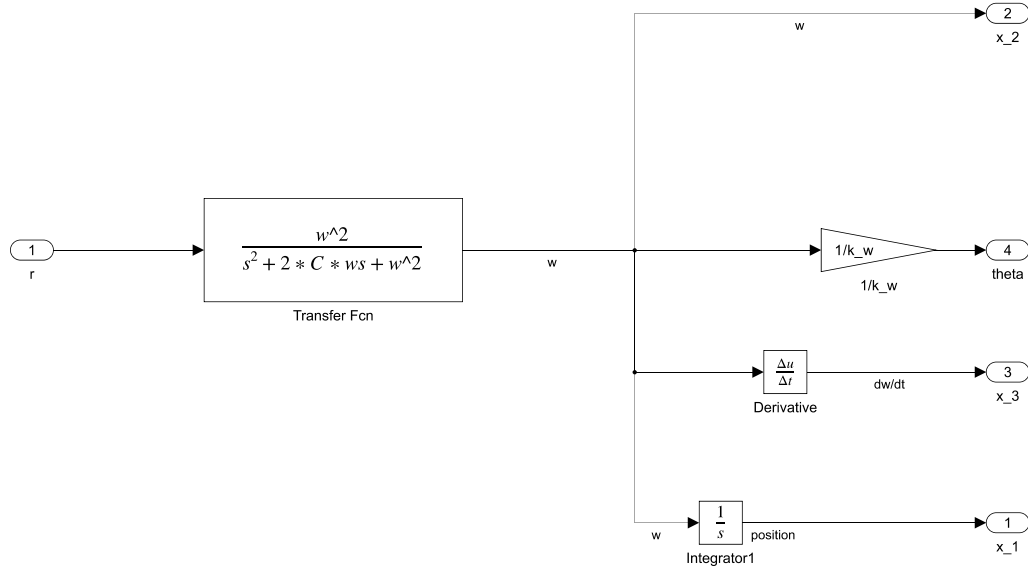 2
x_2
w
w^2
s² + 2 * C * ws + w^2
Transfer Fcn
1
r
w
1/k_w
1/k_w
4
theta
Δu
Δt
Derivative
dw/dt
3
x_3
w
1
s
Integrator1
position
1
x_1